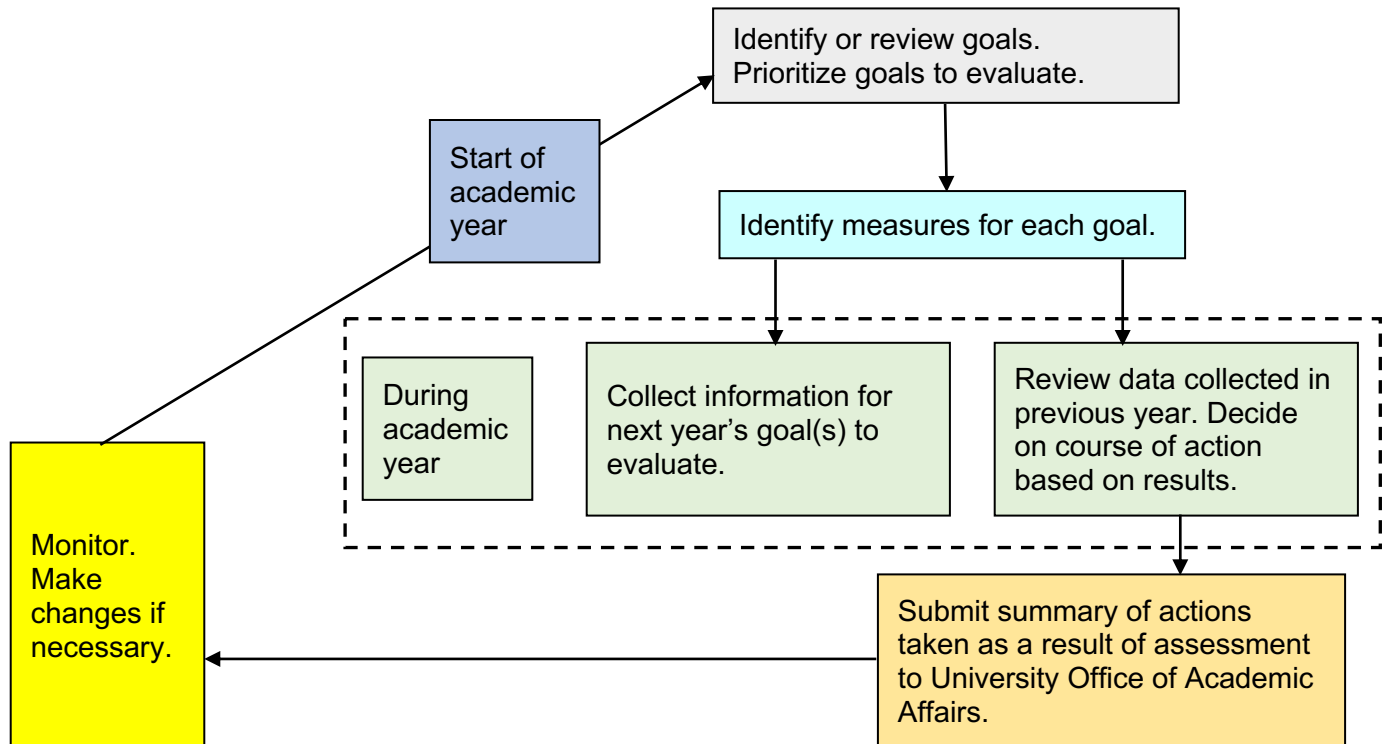 Identify or review goals.
Prioritize goals to evaluate.
Start of
academic
year
Identify measures for each goal.
During
academic
year
Collect information for
next year’s goal(s) to
evaluate.
Review data collected in
previous year. Decide
on course of action
based on results.
Monitor.
Make
changes if
necessary.
Submit summary of actions
taken as a result of assessment
to University Office of Academic
Affairs.